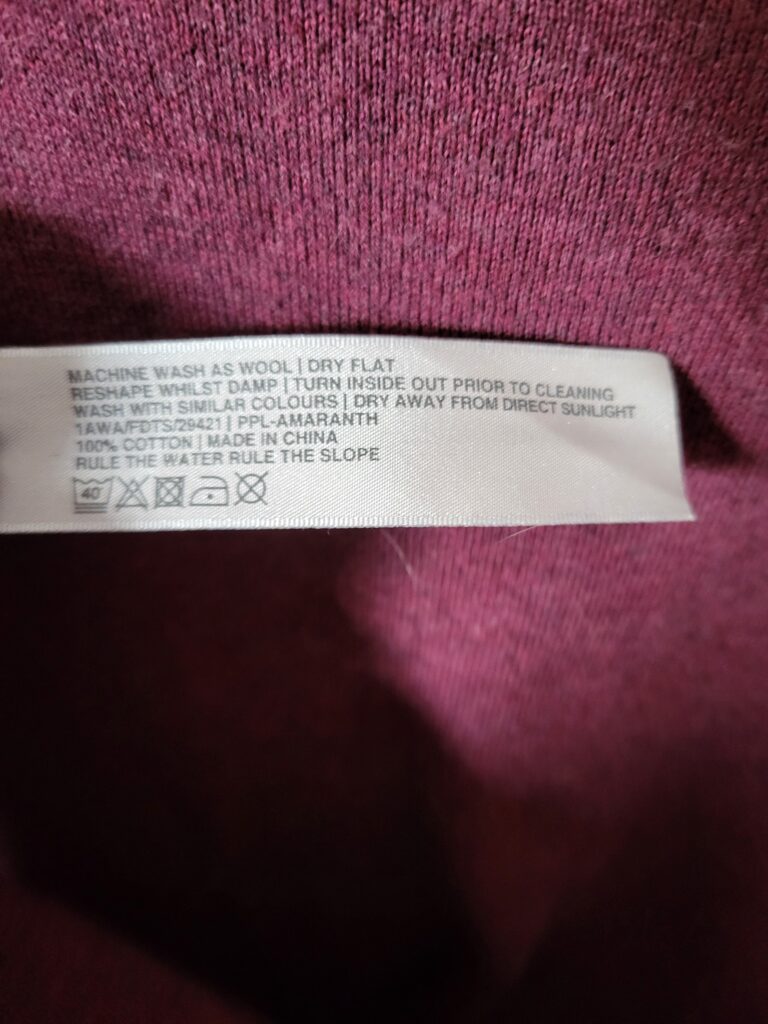 MACHINE WASH AS WOOL | DRY FLAT
RESHAPE WHILST DAMP | TURN INSIDE OUT PRIOR TO CLEANING
WASH WITH SIMILAR COLOURS | DRY AWAY FROM DIRECT SUNLIGHT
1AWA/FDTS/29421 | PPL-AMARANTH
100% COTTON | MADE IN CHINA
RULE THE WATER RULE THE SLOPE
40